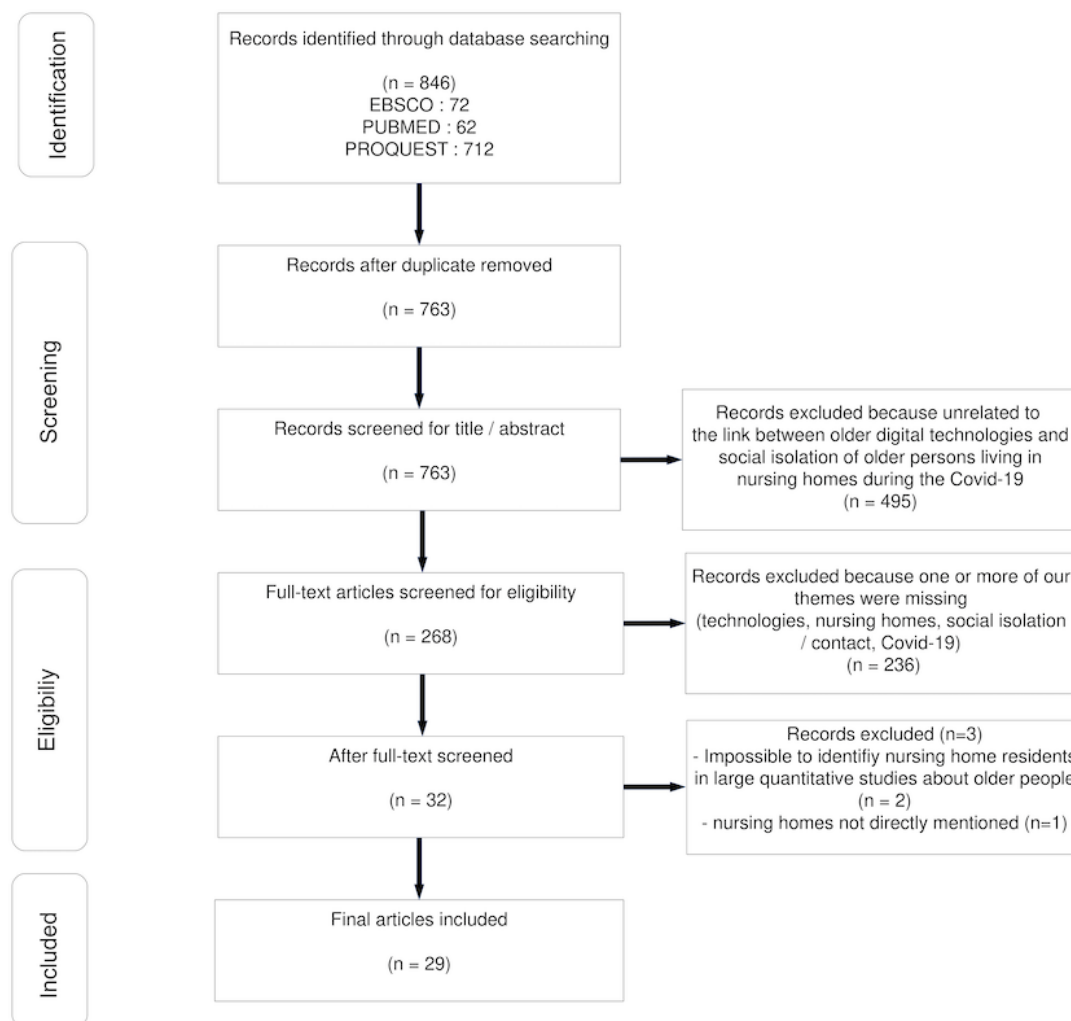 Identification
Records identified through database searching
(n = 846)
EBSCO : 72
PUBMED : 62
PROQUEST : 712
Screening
Records after duplicate removed
(n = 763)
Records screened for title / abstract
(n = 763)
Records excluded because unrelated to
the link between older digital technologies and
social isolation of older persons living in
nursing homes during the Covid-19
(n = 495)
Eligibiliy
Full-text articles screened for eligibility
(n = 268)
Records excluded because one or more of our
themes were missing
(technologies, nursing homes, social isolation
/ contact, Covid-19)
(n = 236)
After full-text screened
(n = 32)
Records excluded (n=3)
- Impossible to identifiy nursing home residents
in large quantitative studies about older people
(n = 2)
- nursing homes not directly mentioned (n=1)
Included
Final articles included
(n = 29)